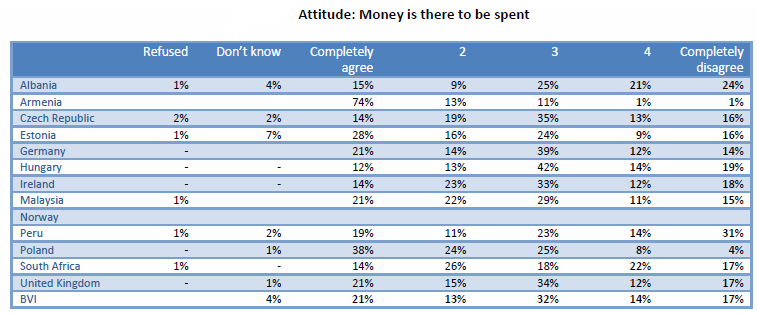 Attitude: Money is there to be spent
Refused Don't know Completely agree 2 3 4 Completely disagree
Albania 1% 4% 15% 9% 25% 21% 24%
Armenia 74% 13% 11% 1% 1%
Czech Republic 2% 2% 14% 19% 35% 13% 16%
Estonia 1% 7% 28% 16% 24% 9% 16%
Germany - 21% 14% 39% 12% 14%
Hungary - - 12% 13% 42% 14% 19%
Ireland - - 14% 23% 33% 12% 18%
Malaysia 1% 21% 22% 29% 11% 15%
Norway
Peru 1% 2% 19% 11% 23% 14% 31%
Poland - 1% 38% 24% 25% 8% 4%
South Africa 1% - 14% 26% 18% 22% 17%
United Kingdom - 1% 21% 15% 34% 12% 17%
BVI 4% 21% 13% 32% 14% 17%